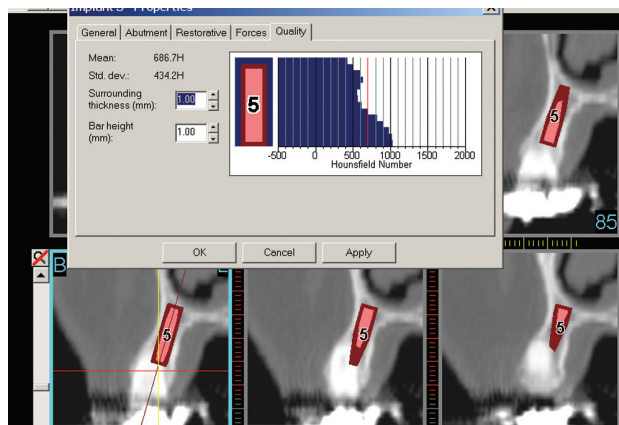 Implant 5 - Properties
General Abutment Restorative Forces Quality
Mean: 686.7H
Std. dev.: 434.2H
Surrounding
thickness (mm): 1.00
Bar height
(mm): 1.00
5
-500 0 500 1000 1500 2000
Hounsfield Number
OK Cancel Apply
5
85
B
5
5
5